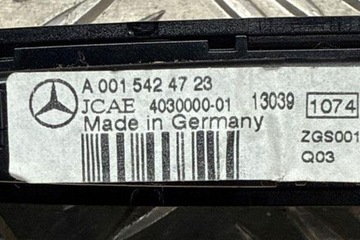 A 001 542 47 23
JCAE 4030000-01 13039 1074
Made in Germany
ZGS001
Q03